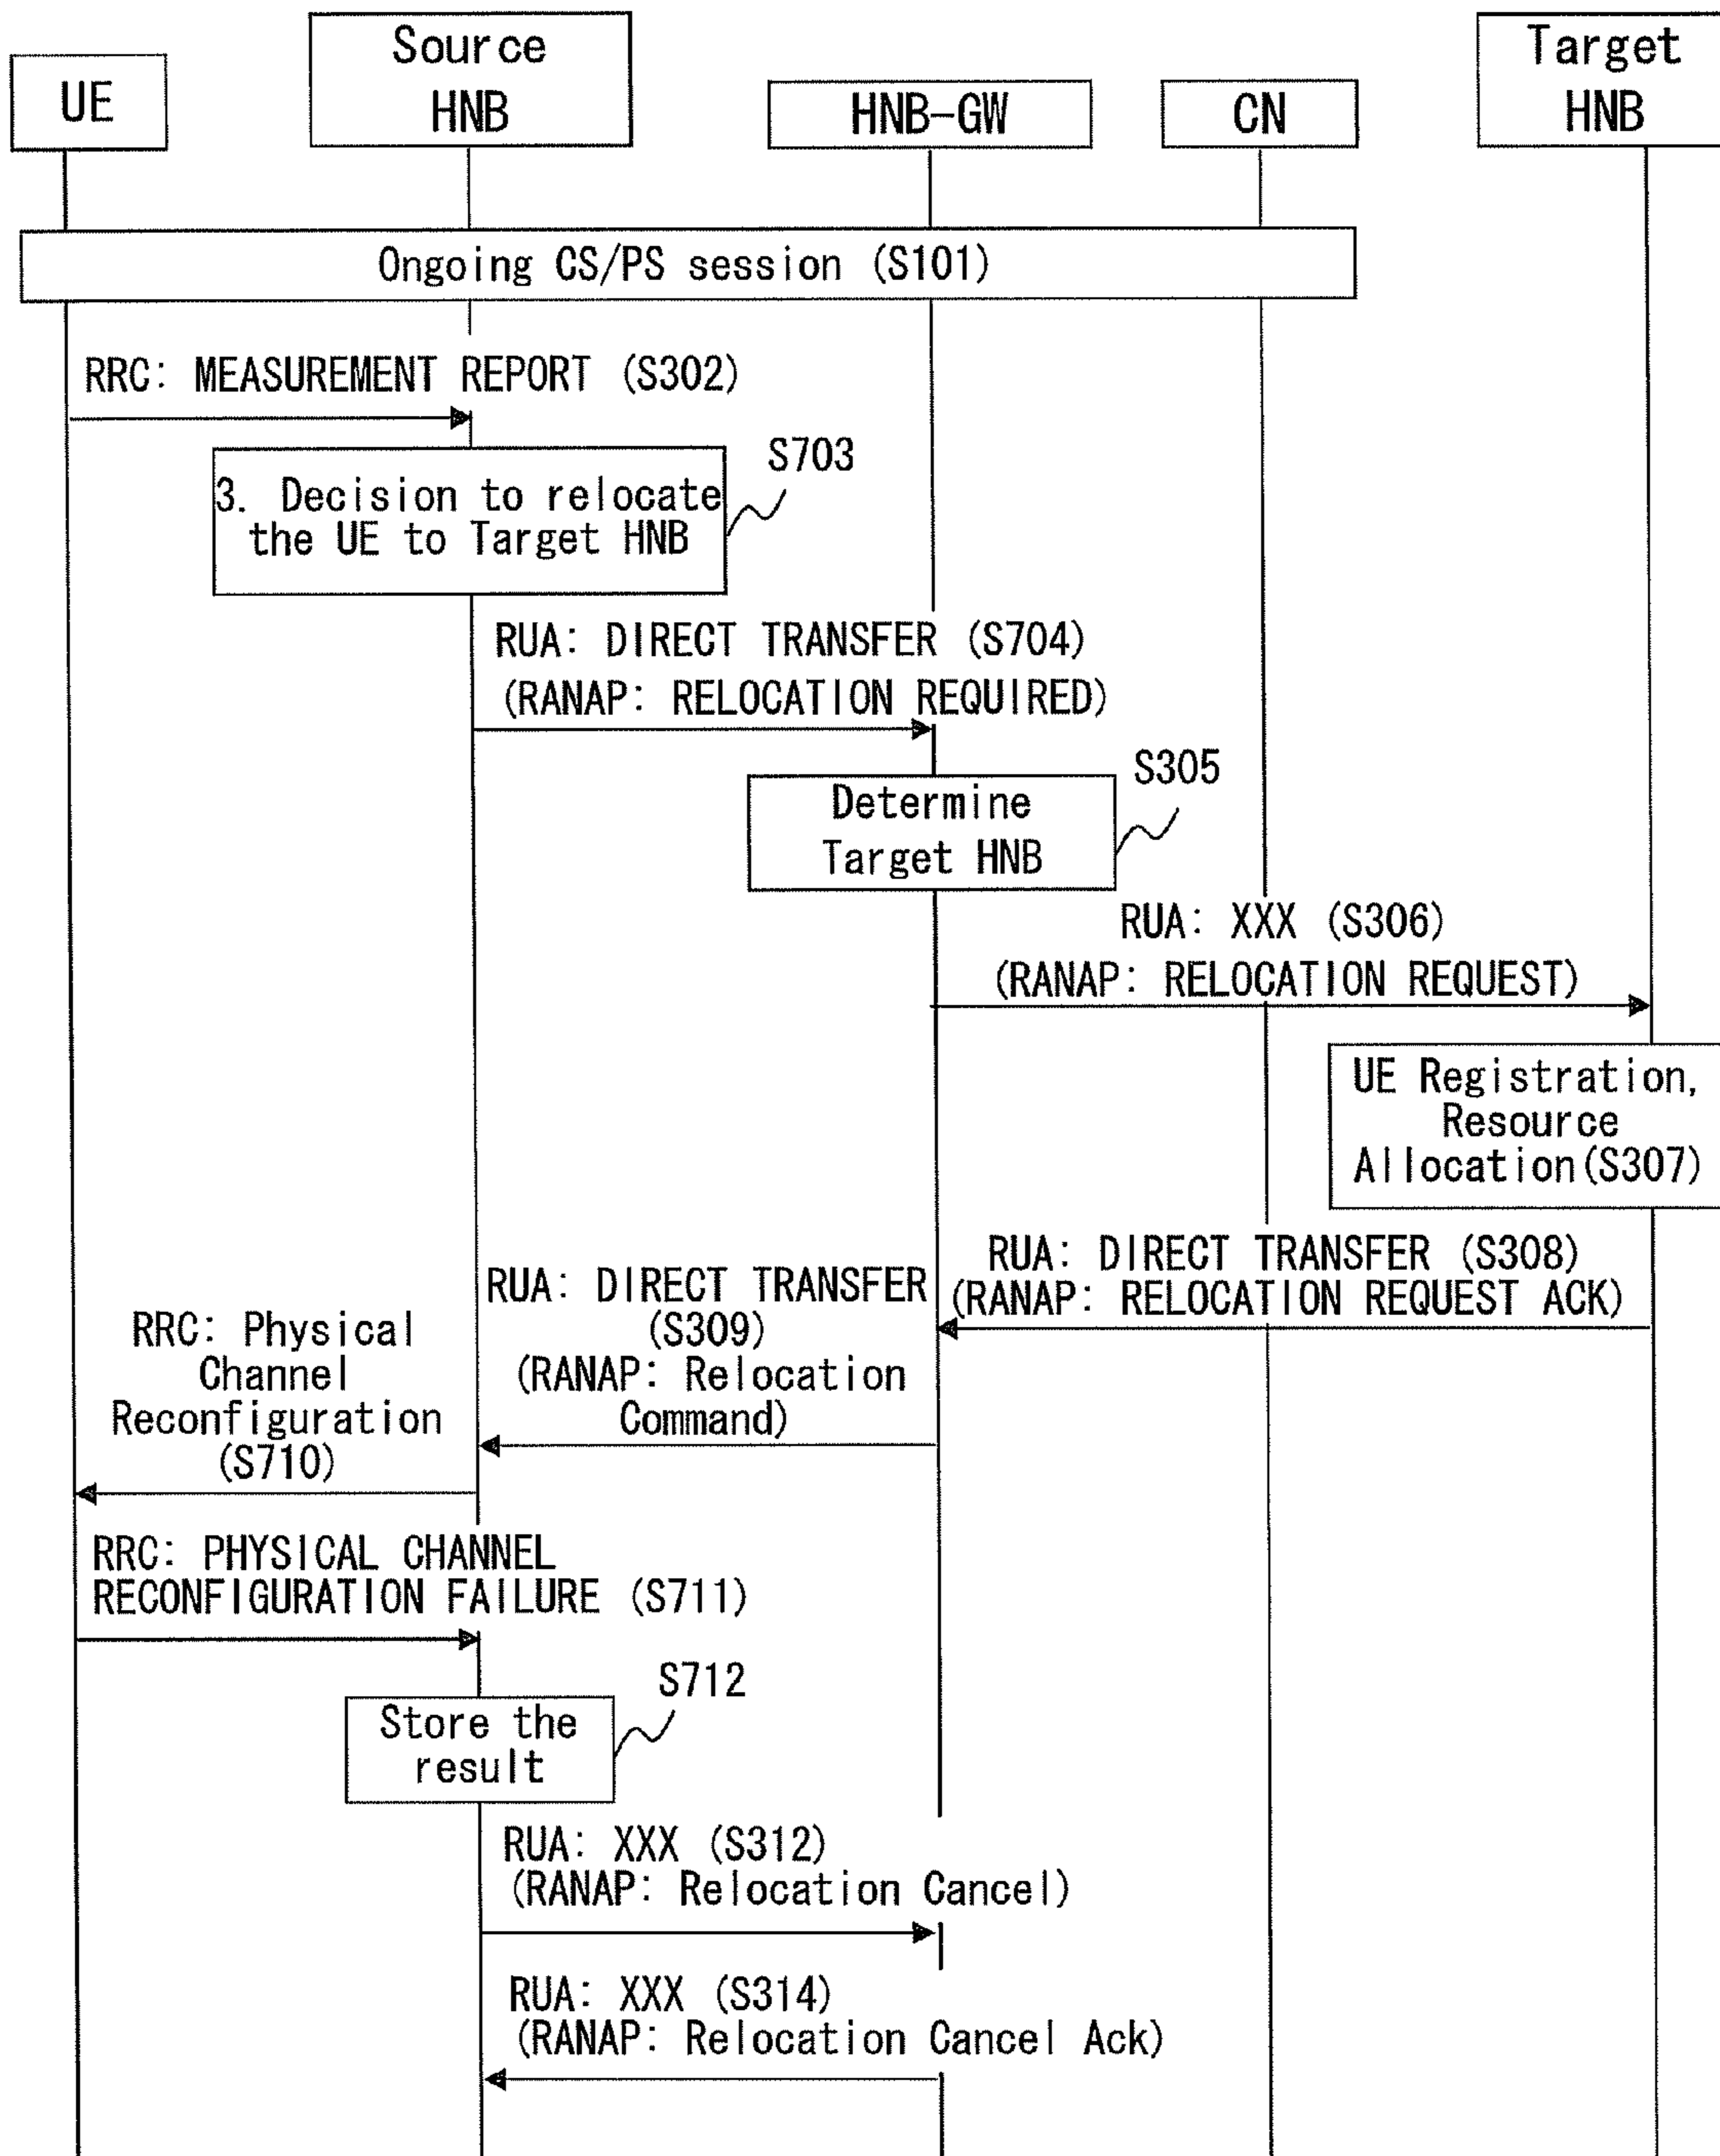 UE
Source
HNB
HNB-GW
CN
Target
HNB
Ongoing CS/PS session (S101)
RRC: MEASUREMENT REPORT (S302)
S703
3. Decision to relocate
the UE to Target HNB
RUA: DIRECT TRANSFER (S704)
(RANAP: RELOCATION REQUIRED)
S305
Determine
Target HNB
RUA: XXX (S306)
(RANAP: RELOCATION REQUEST)
UE Registration,
Resource
Allocation(S307)
RUA: DIRECT TRANSFER (S308)
(RANAP: RELOCATION REQUEST ACK)
RUA: DIRECT TRANSFER
(S309)
(RANAP: Relocation
Command)
RRC: Physical
Channel
Reconfiguration
(S710)
RRC: PHYSICAL CHANNEL
RECONFIGURATION FAILURE (S711)
S712
Store the
result
RUA: XXX (S312)
(RANAP: Relocation Cancel)
RUA: XXX (S314)
(RANAP: Relocation Cancel Ack)